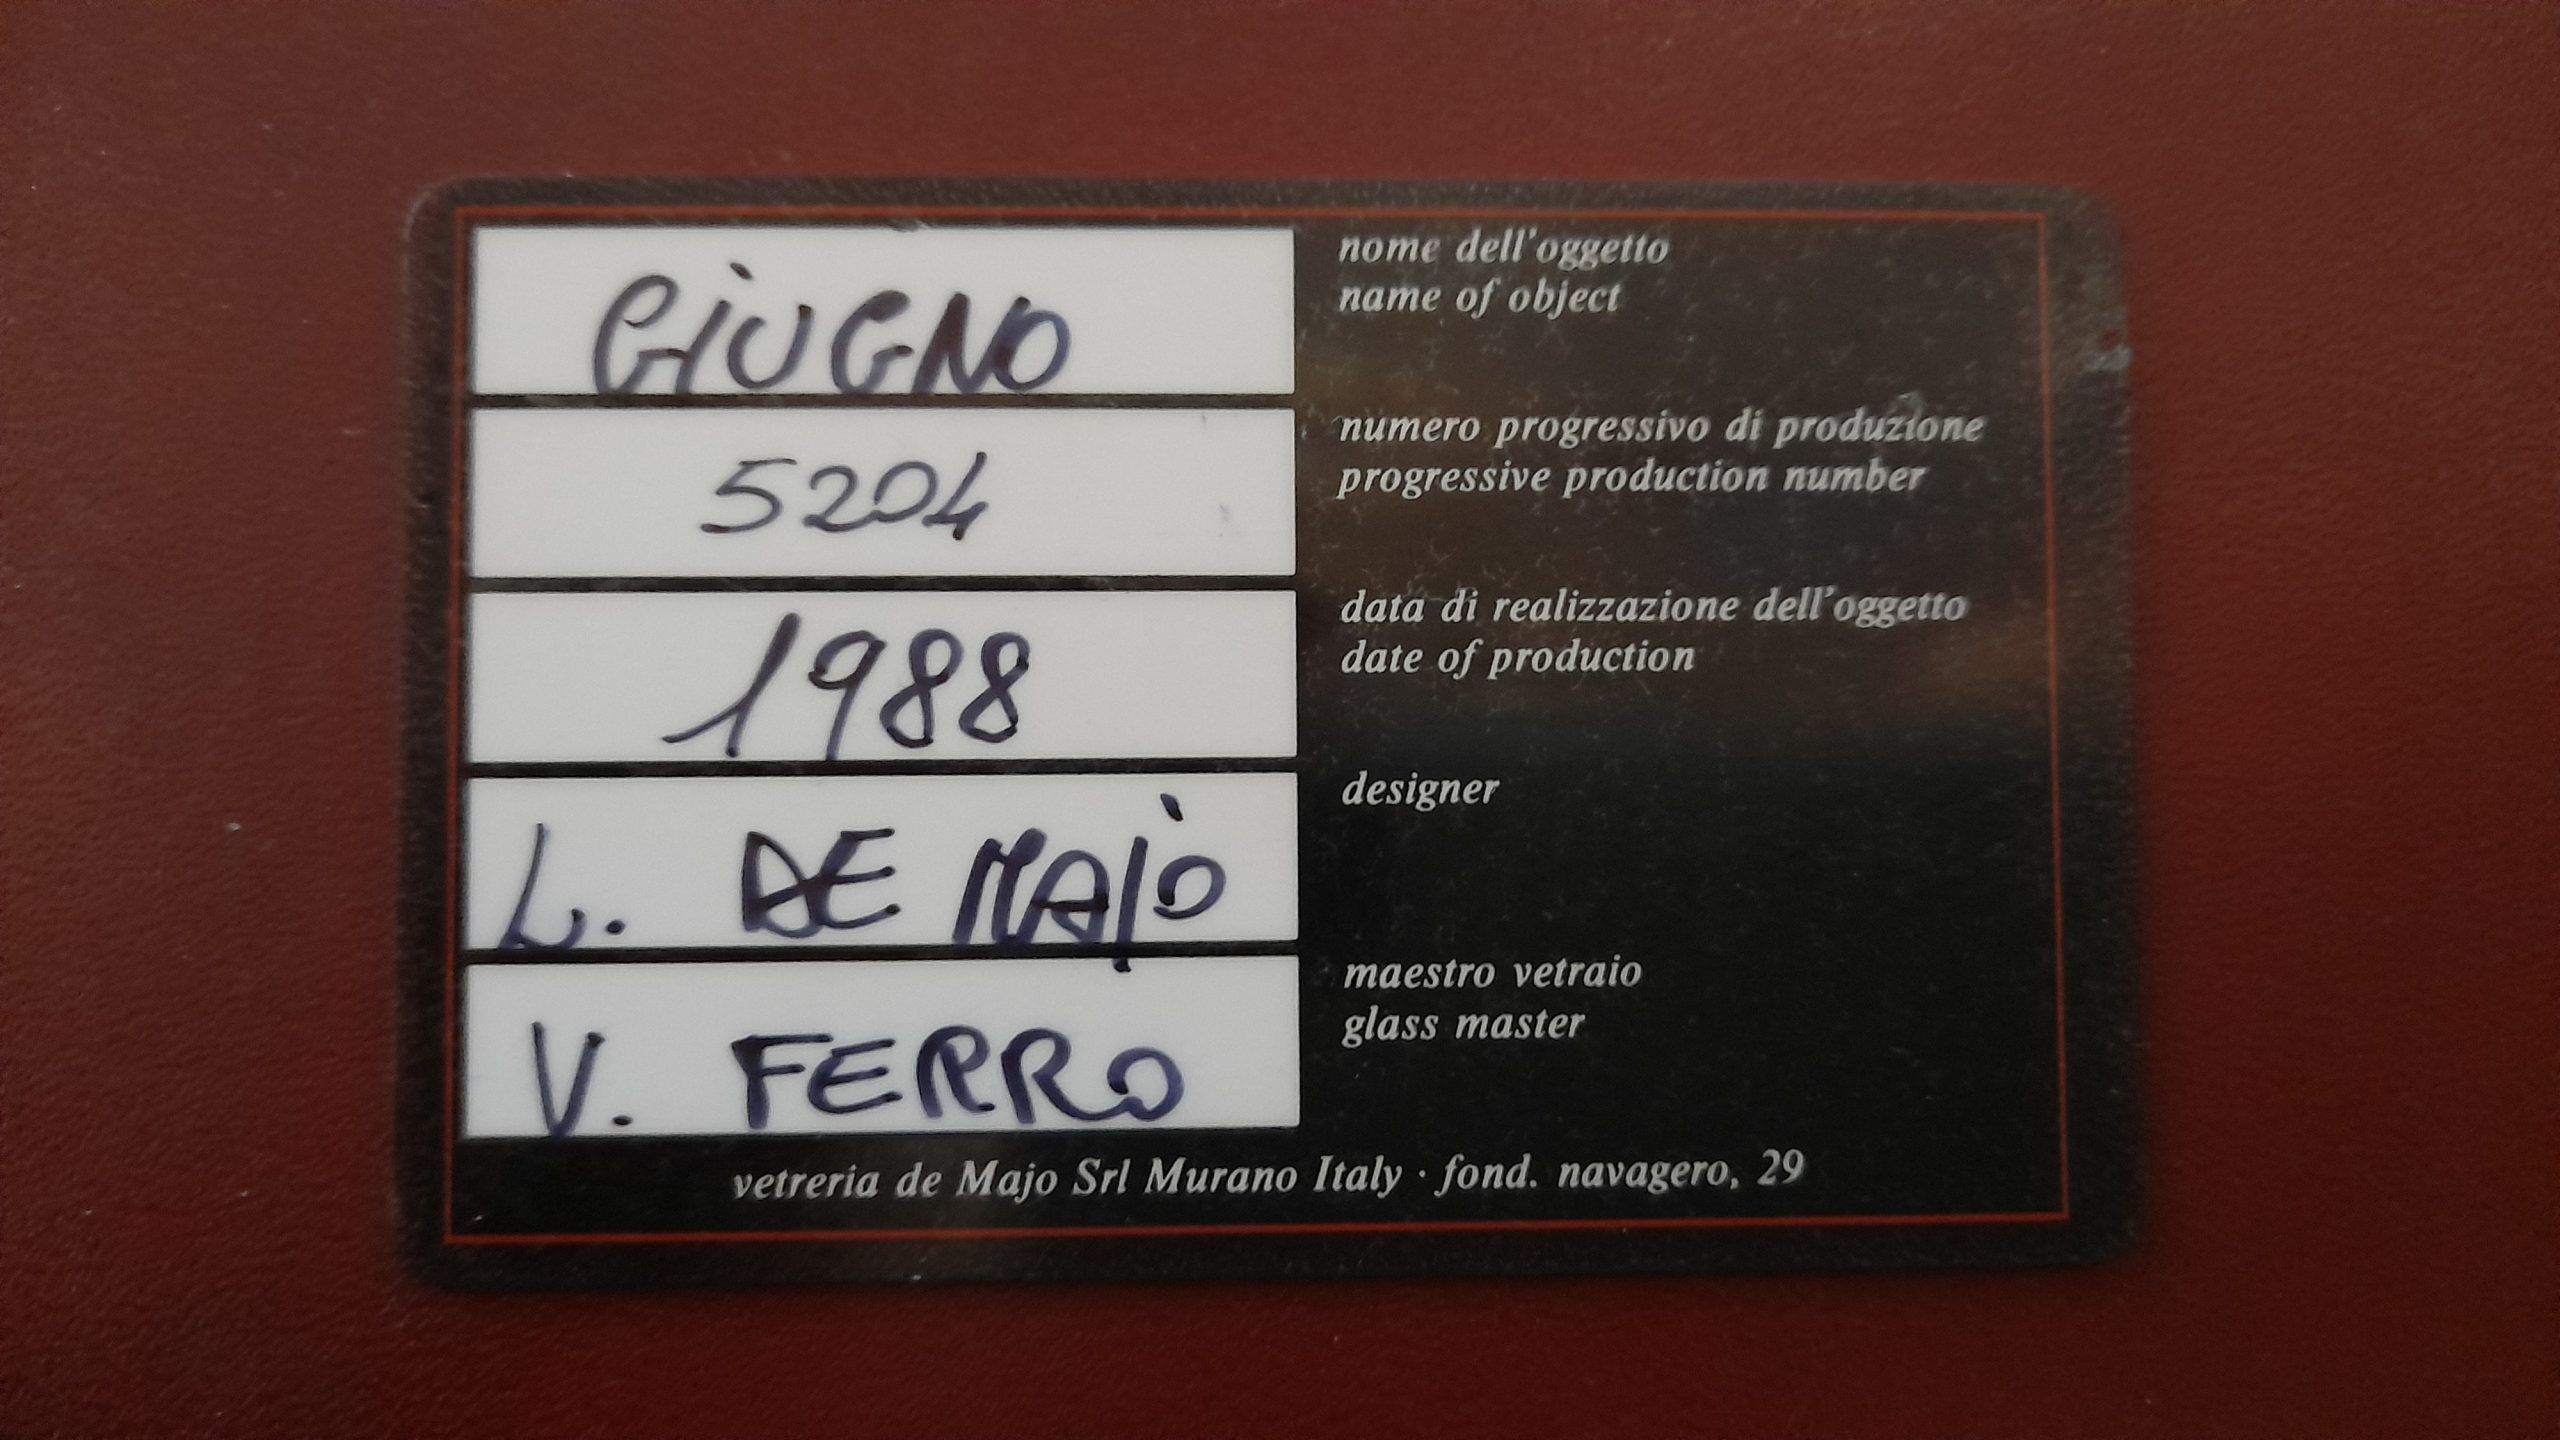 GIUGNO
nome dell'oggetto
name of object
5204
numero progressivo di produzione
progressive production number
1988
data di realizzazione dell'oggetto
date of production
L. DE MAJO
designer
V. FERRO
maestro vetraio
glass master
vetreria de Majo Srl Murano Italy · fond. navagero, 29